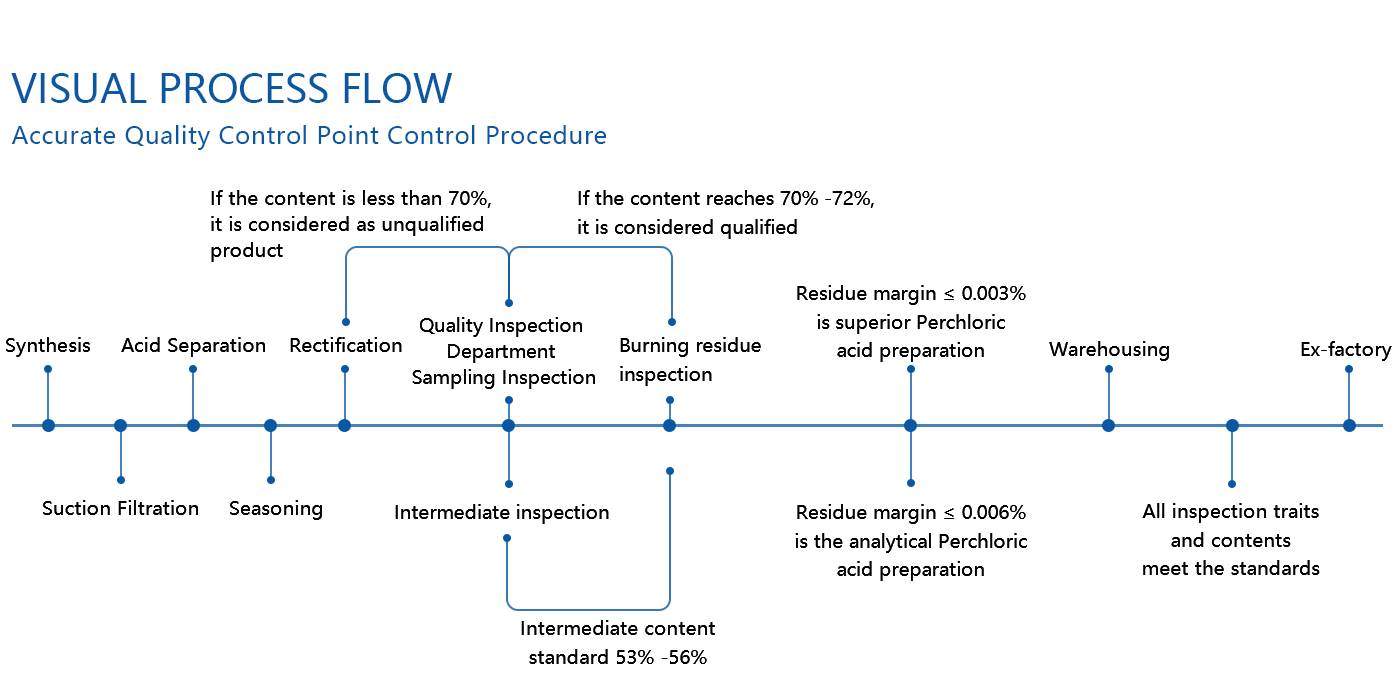 VISUAL PROCESS FLOW
Accurate Quality Control Point Control Procedure
If the content is less than 70%,
it is considered as unqualified
product
If the content reaches 70% -72%,
it is considered qualified
Synthesis
Acid Separation
Rectification
Quality Inspection
Department
Sampling Inspection
Burning residue
inspection
Residue margin ≤ 0.003%
is superior Perchloric
acid preparation
Warehousing
Ex-factory
Suction Filtration
Seasoning
Intermediate inspection
Residue margin ≤ 0.006%
is the analytical Perchloric
acid preparation
All inspection traits
and contents
meet the standards
Intermediate content
standard 53% -56%